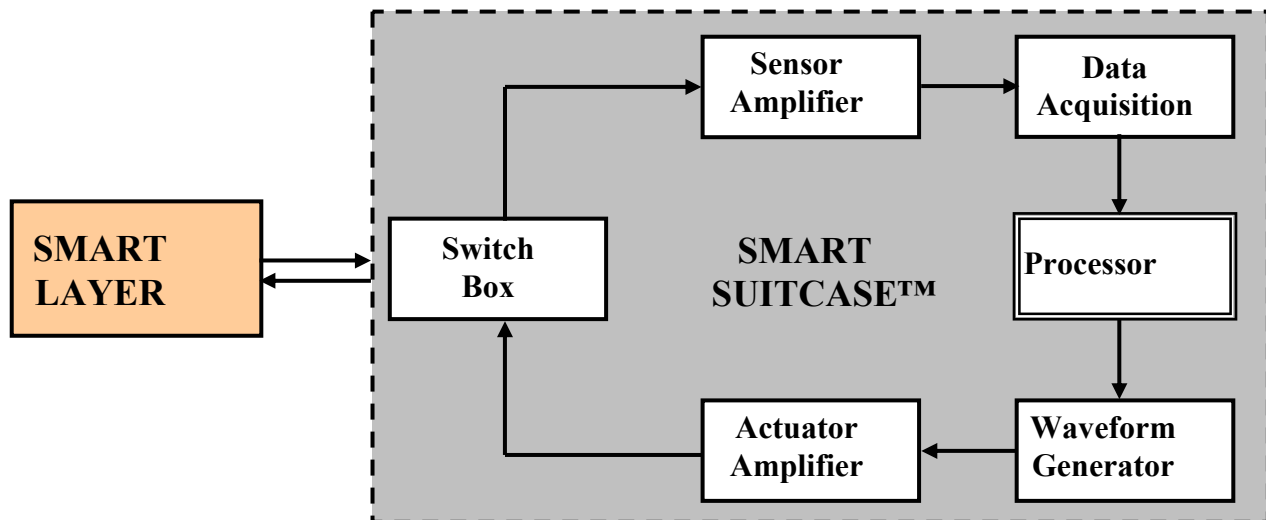 Sensor
Amplifier
Data
Acquisition
SMART
LAYER
Switch
Box
SMART
SUITCASE™
Processor
Actuator
Amplifier
Waveform
Generator